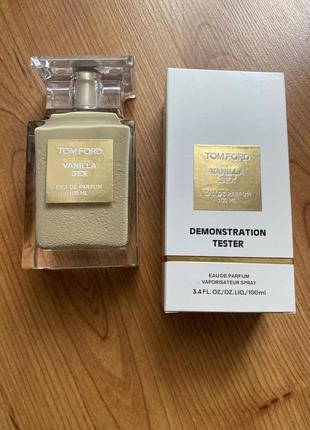 TOM FORD
VANILLA
SEX
EAU DE PARFUM
100 ML
TOM FORD
VANILLA
SEX
EAU DE PARFUM
100 ML
DEMONSTRATION
TESTER
EAU DE PARFUM
VAPORISATEUR SPRAY
3.4 FL. OZ./OZ. LIQ./100ml